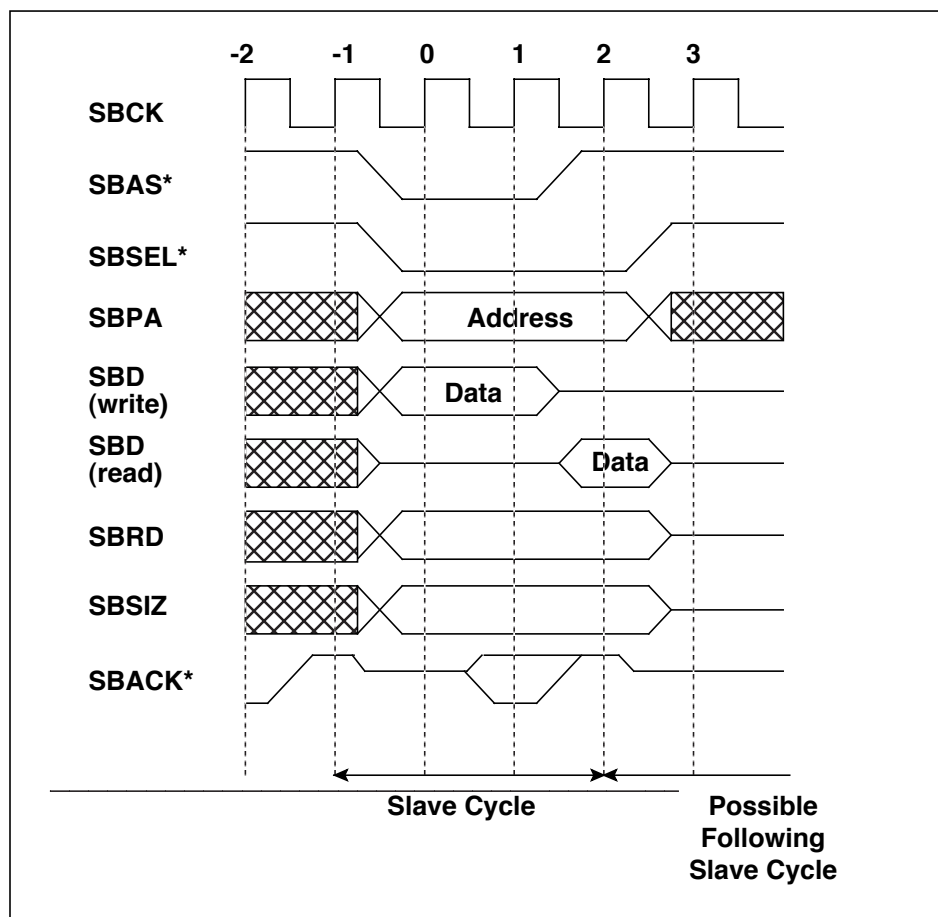 -2 -1 0 1 2 3
SBCK
SBAS*
SBSEL*
SBPA
Address
SBD
(write)
Data
SBD
(read)
Data
SBRD
SBSIZ
SBACK*
Slave Cycle
Possible
Following
Slave Cycle